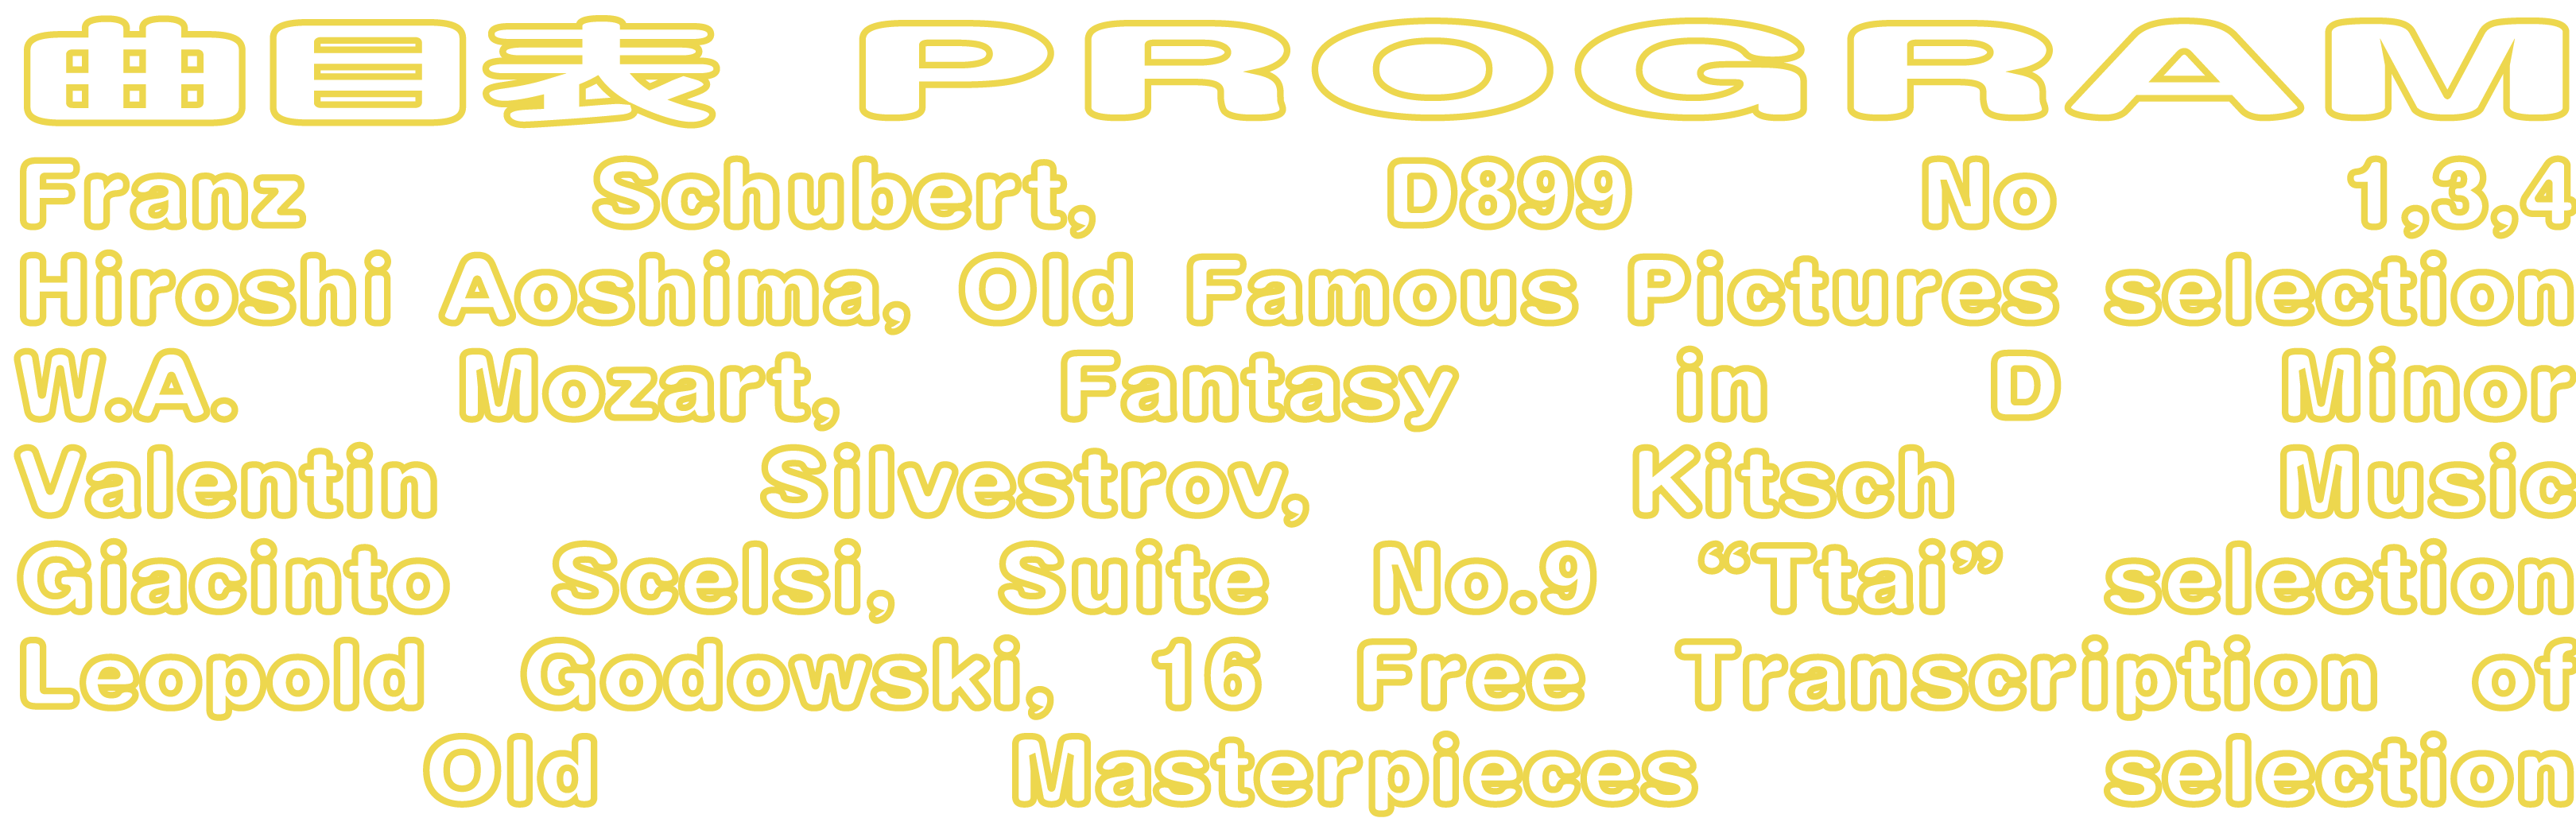 曲目表 PROGRAM
Franz Schubert, D899 No 1,3,4
Hiroshi Aoshima, Old Famous Pictures selection
W.A. Mozart, Fantasy in D Minor
Valentin Silvestrov, Kitsch Music
Giacinto Scelsi, Suite No.9 “Ttai” selection
Leopold Godowski, 16 Free Transcription of
Old Masterpieces selection